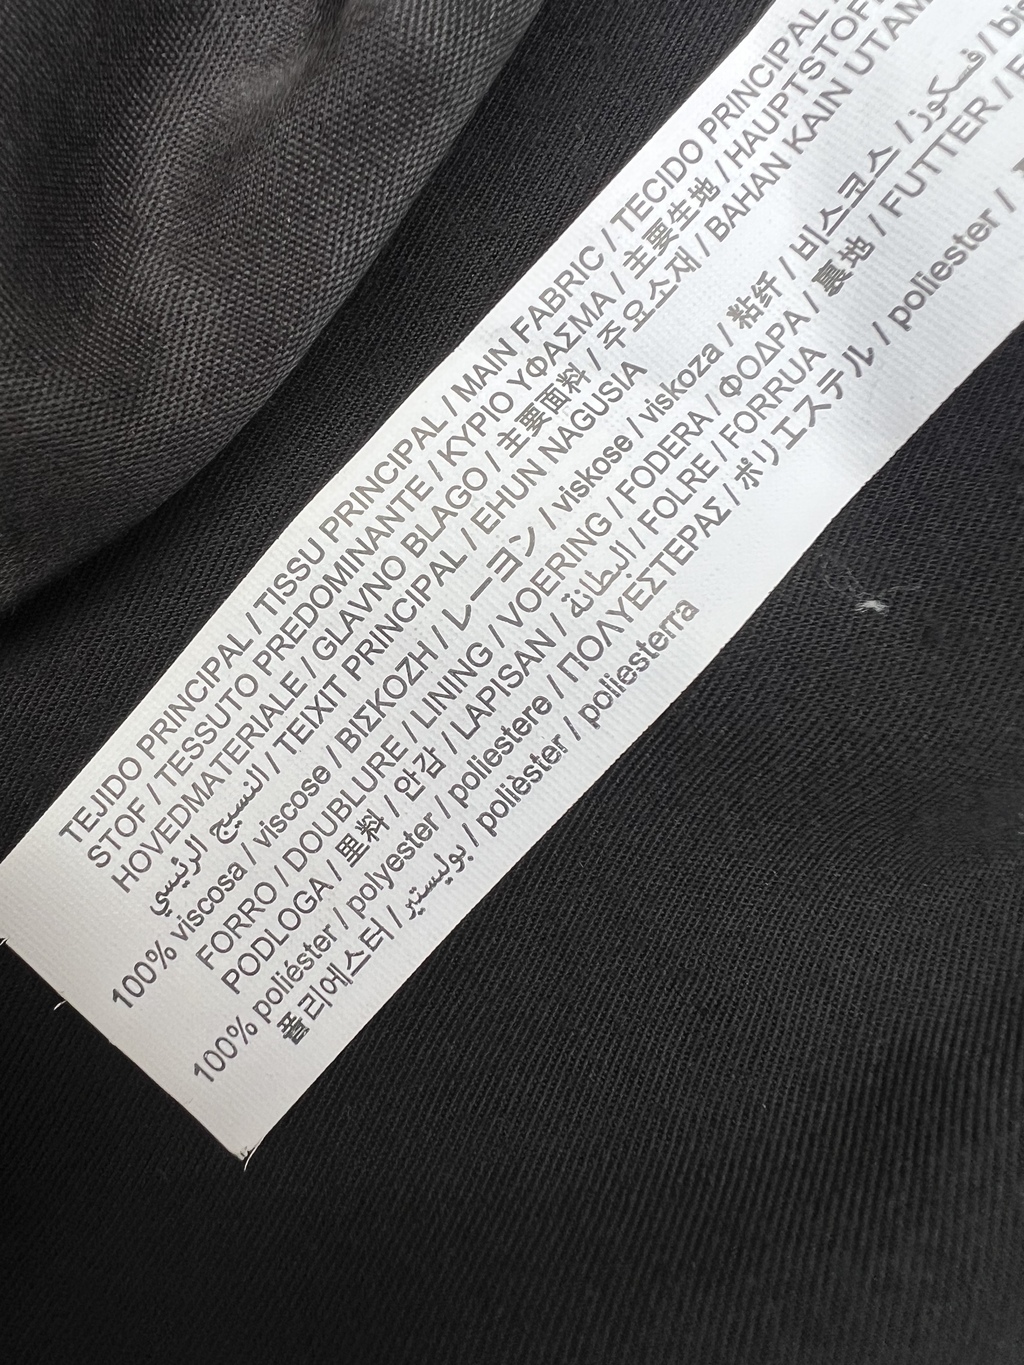 TEJIDO PRINCIPAL / TISSU PRINCIPAL / MAIN FABRIC / TECIDO PRINCIPAL /
STOF / TESSUTO PREDOMINANTE / ΚΥΡΙΟ ΥΦΑΣΜΑ / 主要生地 / HAUPTSTOFF
HOVEDMATERIALE / GLAVNO BLAGO / 主要面料 / 주요소재 / BAHAN KAIN UTAMA
النسيج الرئيسي / TEIXIT PRINCIPAL / EHUN NAGUSIA
100% viscosa / viscose / ΒΙΣΚΟΖΗ / レーヨン / viskose / viskoza / 粘纤 / 비스코스 / فسكوز /
FORRO / DOUBLURE / LINING / VOERING / FODERA / ΦΟΔΡΑ / 裏地 / FUTTER /
PODLOGA / 里料 / 안감 / LAPISAN / البطانة / FOLRE / FORRUA
100% poliéster / polyester / poliestere / ΠΟΛΥΕΣΤΕΡΑΣ / ポリエステル / poliester /
폴리에스터 / بوليستير / polièster / poliesterra